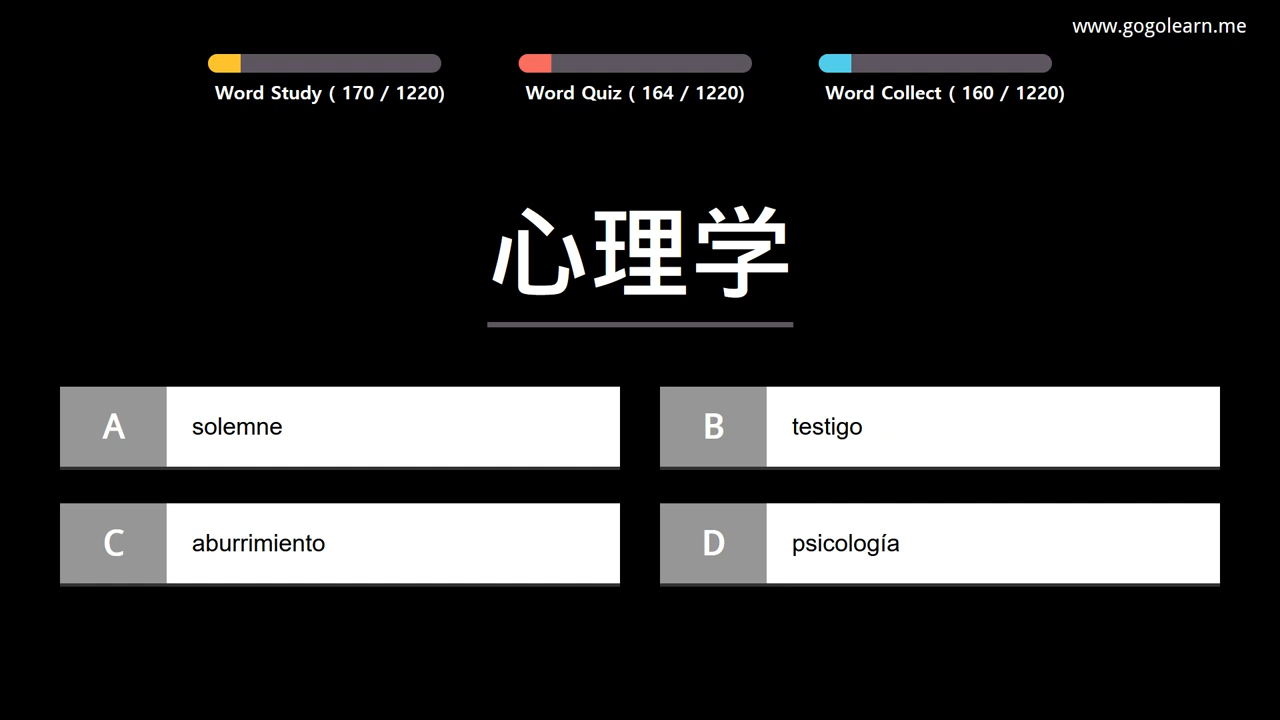 www.gogolearn.me
Word Study ( 170 / 1220)
Word Quiz ( 164 / 1220)
Word Collect ( 160 / 1220)
心理学
A solemne
B testigo
C aburrimiento
D psicología